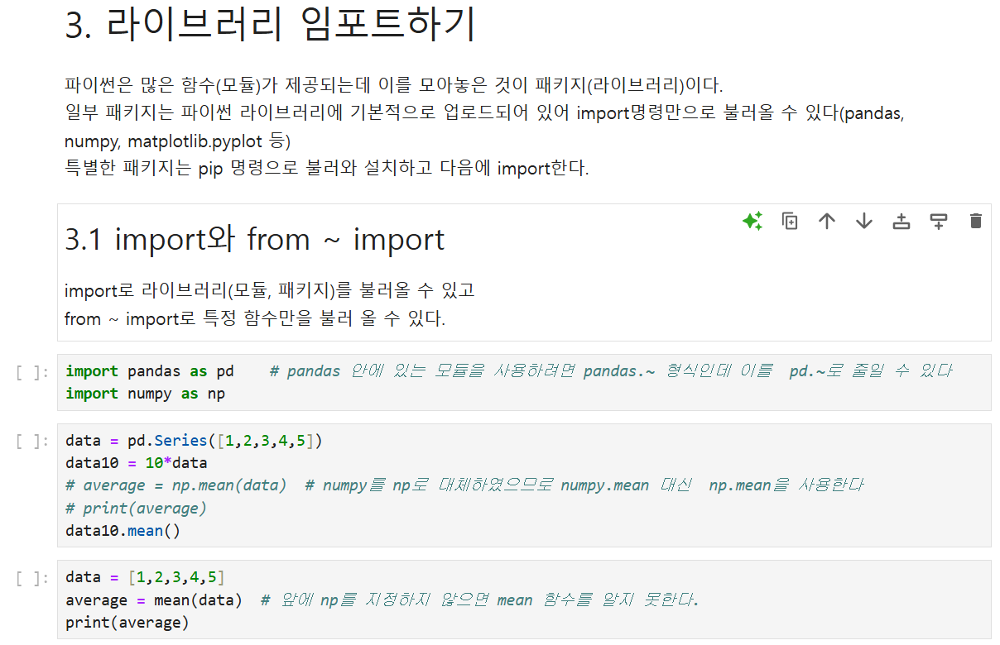 3. 라이브러리 임포트하기
파이썬은 많은 함수(모듈)가 제공되는데 이를 모아놓은 것이 패키지(라이브러리)이다.
일부 패키지는 파이썬 라이브러리에 기본적으로 업로드되어 있어 import명령만으로 불러올 수 있다(pandas,
numpy, matplotlib.pyplot 등)
특별한 패키지는 pip 명령으로 불러와 설치하고 다음에 import한다.
3.1 import와 from ~ import
import로 라이브러리(모듈, 패키지)를 불러올 수 있고
from ~ import로 특정 함수만을 불러 올 수 있다.
[ ]: import pandas as pd    # pandas 안에 있는 모듈을 사용하려면 pandas.~ 형식인데 이를  pd.~로 줄일 수 있다
import numpy as np
[ ]: data = pd.Series([1,2,3,4,5])
data10 = 10*data
# average = np.mean(data)  # numpy를 np로 대체하였으므로 numpy.mean 대신  np.mean을 사용한다
# print(average)
data10.mean()
[ ]: data = [1,2,3,4,5]
average = mean(data)  # 앞에 np를 지정하지 않으면 mean 함수를 알지 못한다.
print(average)